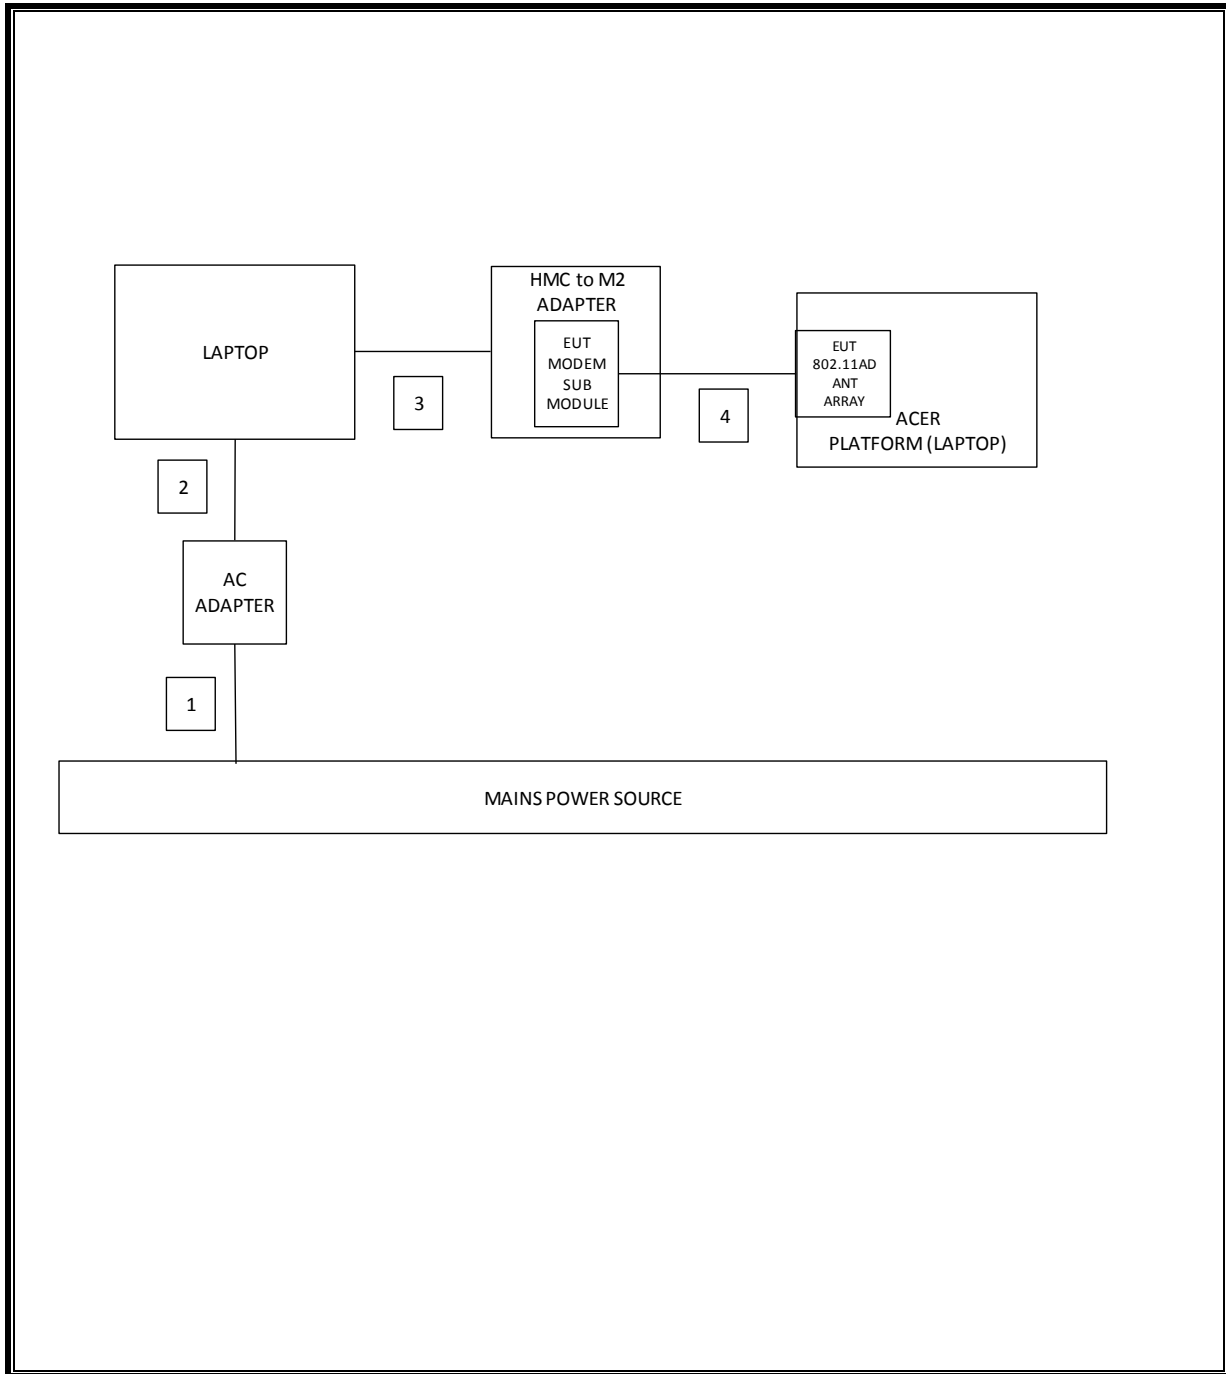 LAPTOP
3
HMC to M2
ADAPTER
EUT
MODEM
SUB
MODULE
4
EUT
802.11AD
ANT
ARRAY
ACER
PLATFORM (LAPTOP)
2
AC
ADAPTER
1
MAINS POWER SOURCE